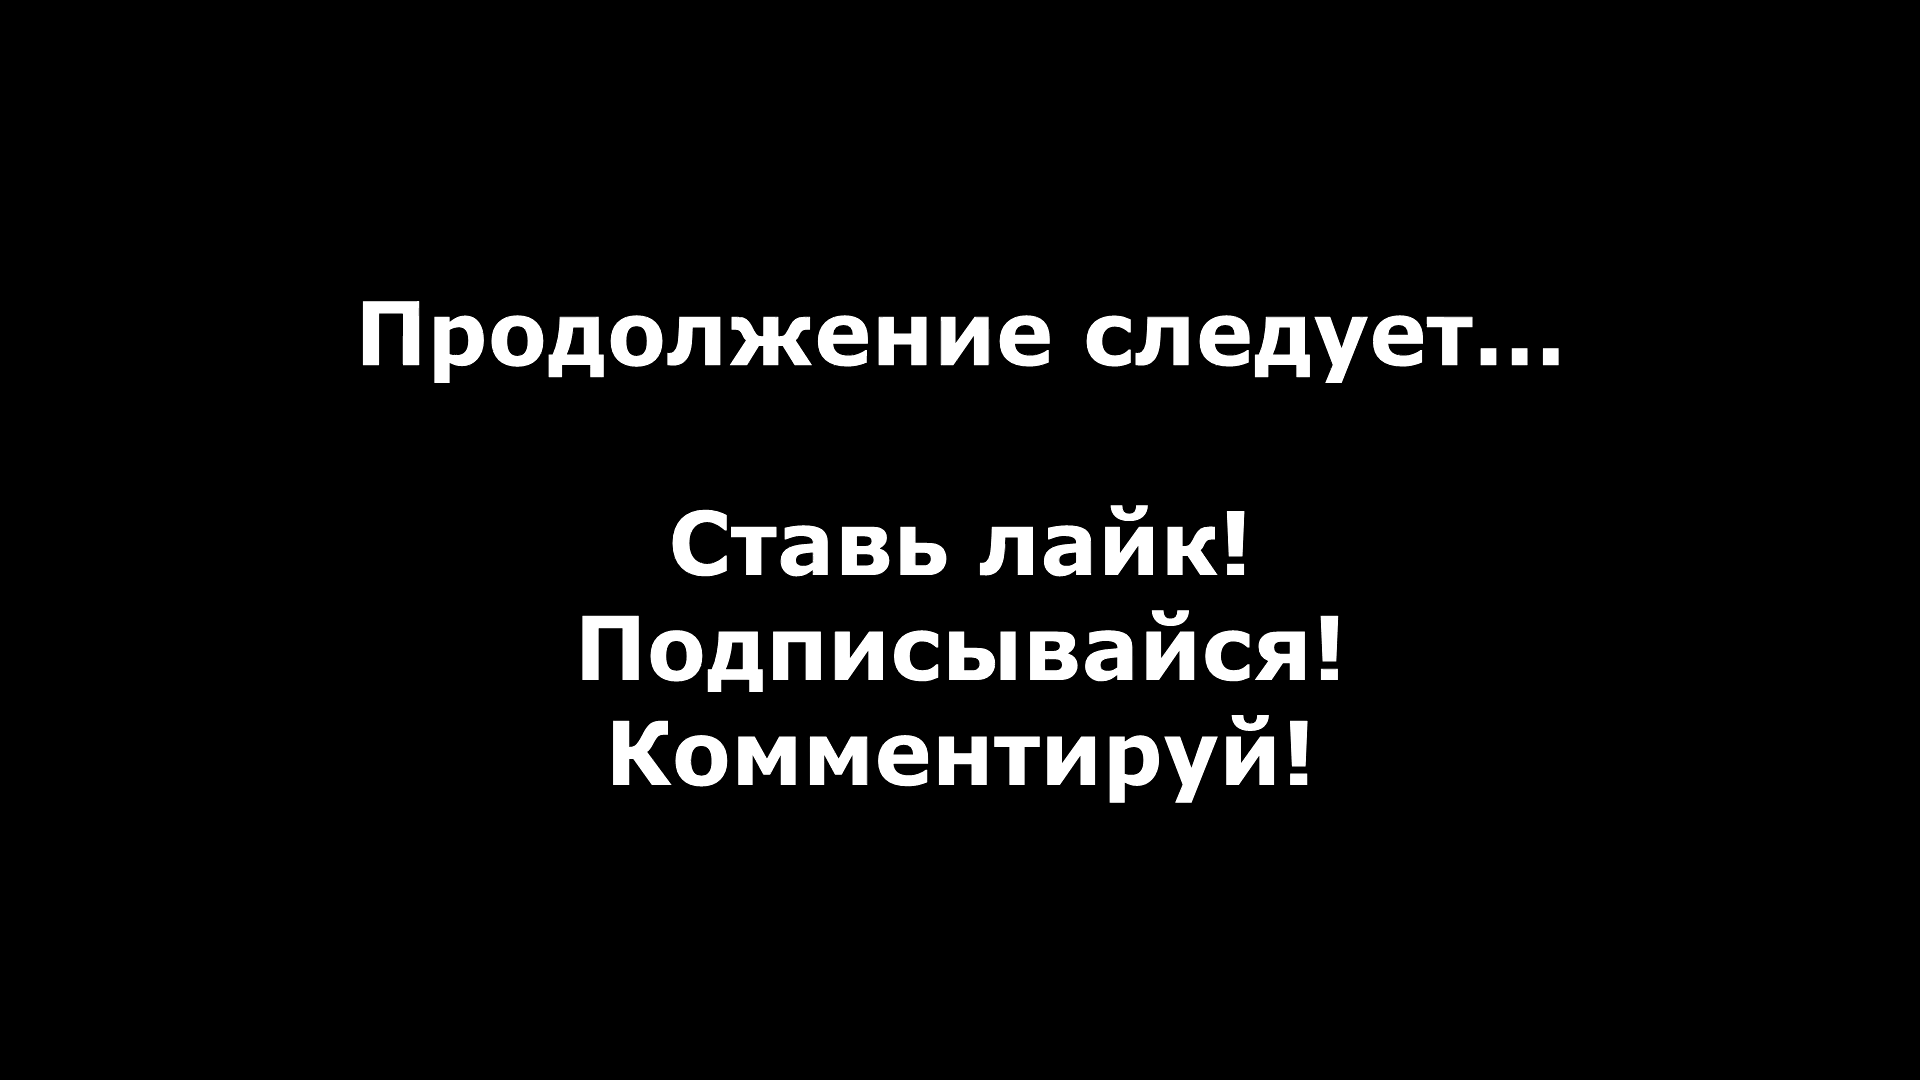 Продолжение следует...
Ставь лайк!
Подписывайся!
Комментируй!